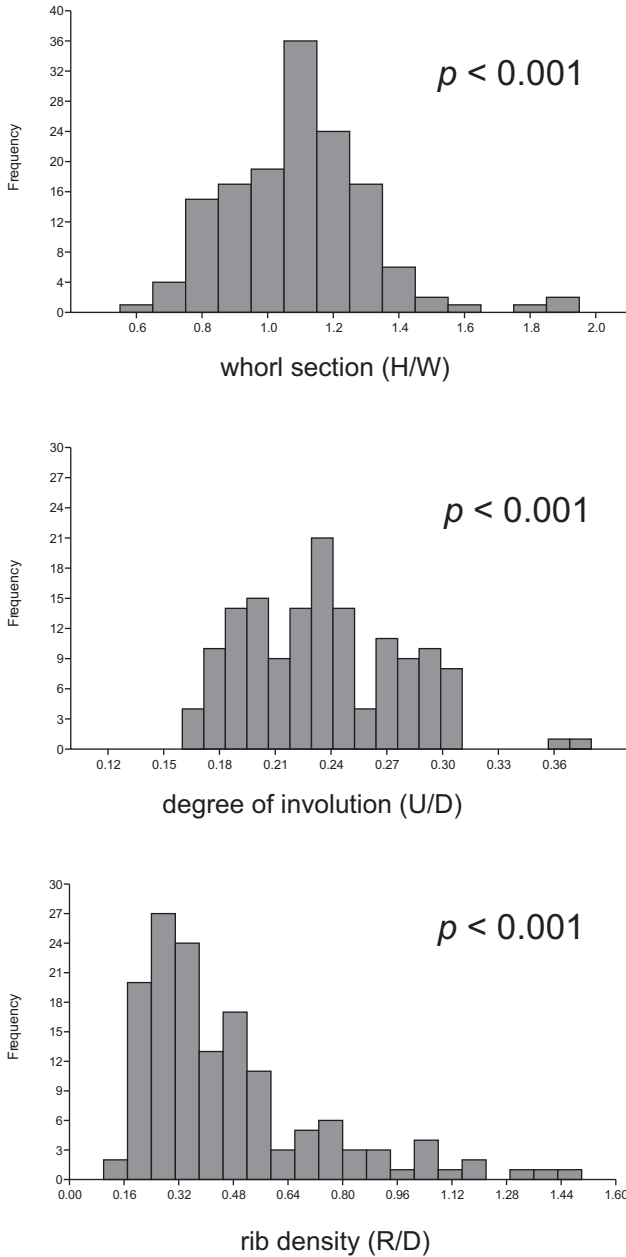 40
36
32
28
24
20
16
12
8
4
0
Frequency
p < 0.001
0.6 0.8 1.0 1.2 1.4 1.6 1.8 2.0
whorl section (H/W)
30
27
24
21
18
15
12
9
6
3
0
Frequency
p < 0.001
0.12 0.15 0.18 0.21 0.24 0.27 0.30 0.33 0.36
degree of involution (U/D)
30
27
24
21
18
15
12
9
6
3
0
Frequency
p < 0.001
0.00 0.16 0.32 0.48 0.64 0.80 0.96 1.12 1.28 1.44 1.60
rib density (R/D)